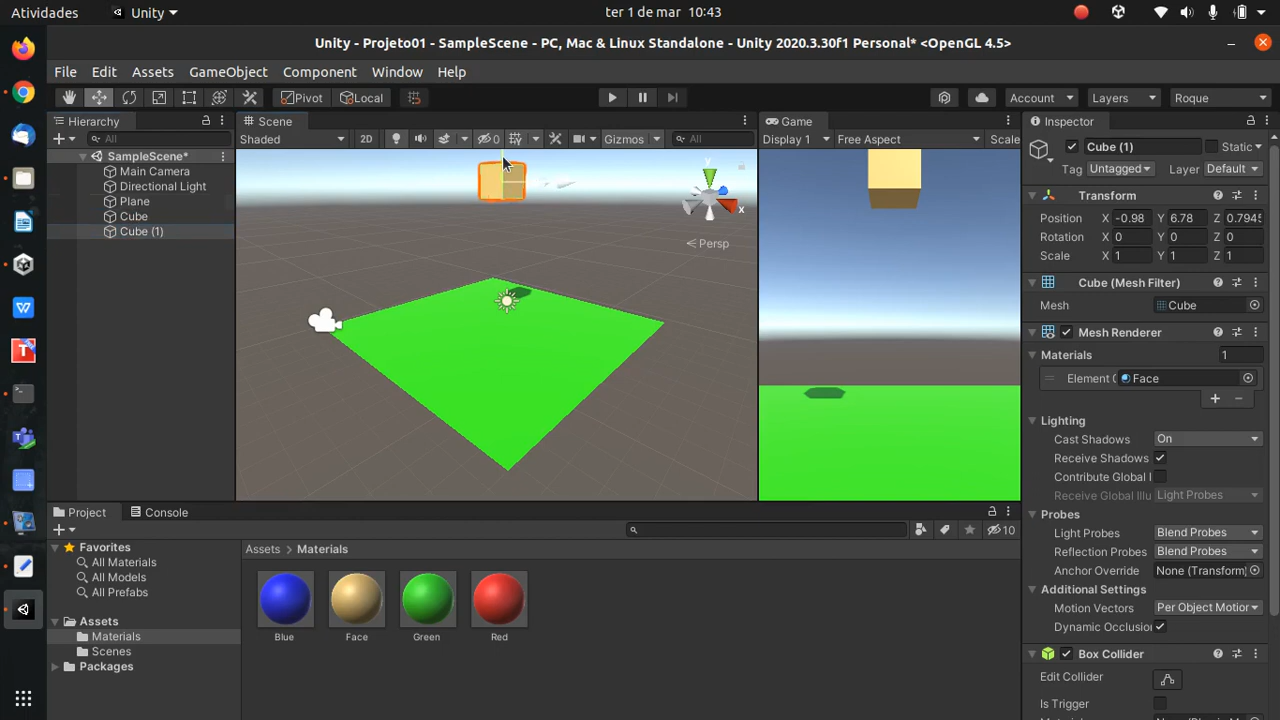 Atividades Unity ter 1 de mar 10:43
Unity - Projeto01 - SampleScene - PC, Mac & Linux Standalone - Unity 2020.3.30f1 Personal* <OpenGL 4.5>
File Edit Assets GameObject Component Window Help
Pivot Local Account Layers Roque
Hierarchy Scene Game Inspector
All Shaded 2D 0 Gizmos All Display 1 Free Aspect Scale Cube (1) Static
SampleScene*
Main Camera Tag Untagged Layer Default
Directional Light
Plane Transform
Cube Position X -0.98 Y 6.78 Z 0.7945
Cube (1) Rotation X 0 Y 0 Z 0
y x Persp Scale X 1 Y 1 Z 1
Cube (Mesh Filter)
Mesh Cube
Mesh Renderer
Materials 1
Element Face
Lighting
Cast Shadows On
Receive Shadows
Contribute Global I
Receive Global Illu Light Probes
Project Console Probes
10 Light Probes Blend Probes
Favorites Assets Materials Reflection Probes Blend Probes
All Materials Anchor Override None (Transform)
All Models Additional Settings
All Prefabs Motion Vectors Per Object Motion
Assets Dynamic Occlusion
Materials Blue Face Green Red
Scenes Box Collider
Packages Edit Collider
Is Trigger